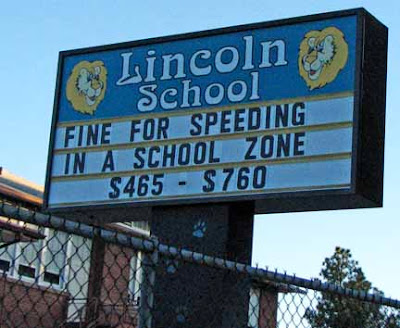 Lincoln
School
FINE FOR SPEEDING
IN A SCHOOL ZONE
$465 - $760